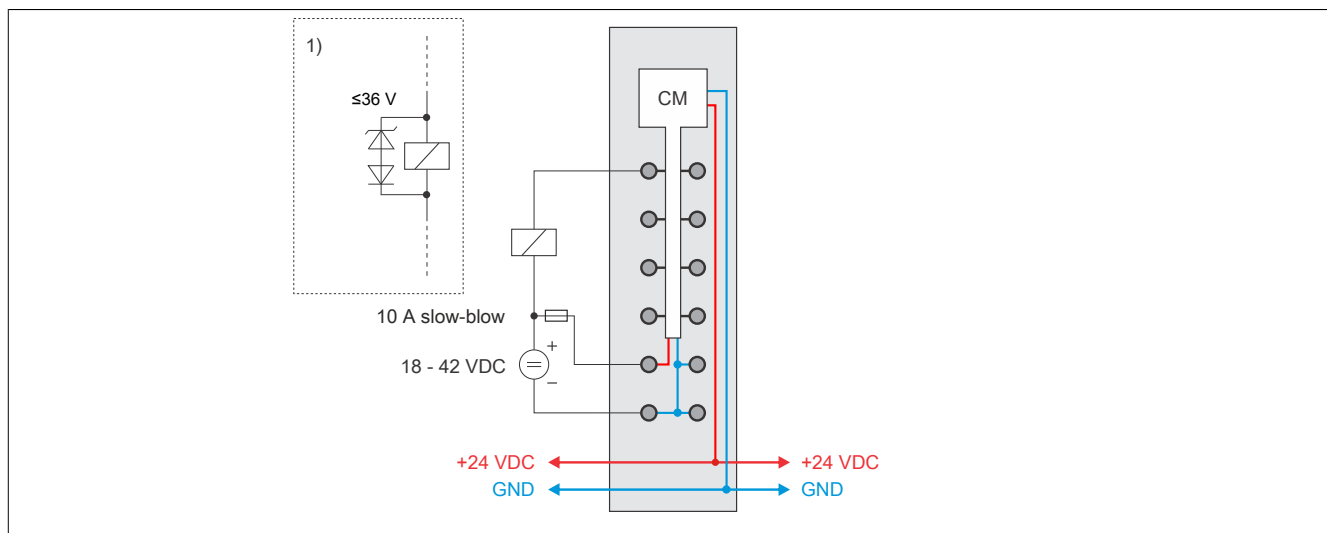 1)
≤36 V
CM
10 A slow-blow
+
18 - 42 VDC
–
+24 VDC
+24 VDC
GND
GND